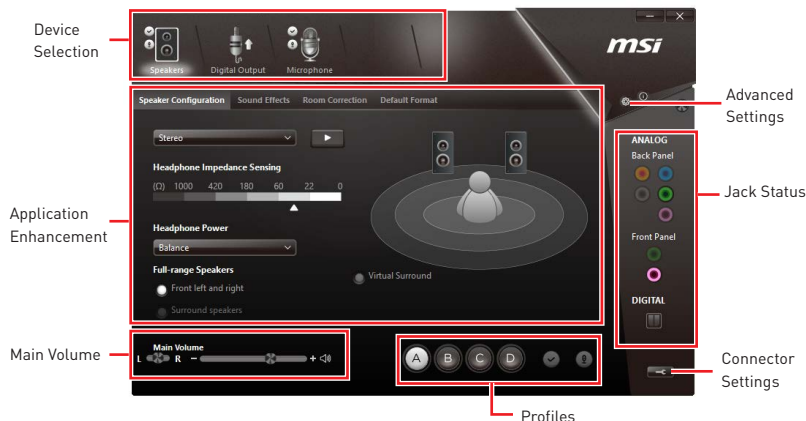 Device
Selection
Speakers
Digital Output
Microphone
msi
Speaker Configuration
Sound Effects
Room Correction
Default Format
Advanced
Settings
Stereo
Headphone Impedance Sensing
(Ω) 1000 420 180 60 22 0
Headphone Power
Balance
Full-range Speakers
Front left and right
Surround speakers
Virtual Surround
Application
Enhancement
ANALOG
Back Panel
Front Panel
DIGITAL
Jack Status
Main Volume
Main Volume
L R − +
A B C D
Connector
Settings
Profiles